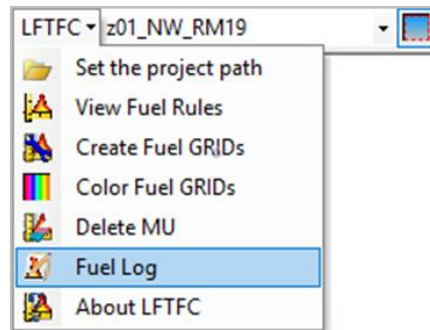 LFTFC z01_NW_RM19
Set the project path
View Fuel Rules
Create Fuel GRIDs
Color Fuel GRIDs
Delete MU
Fuel Log
About LFTFC